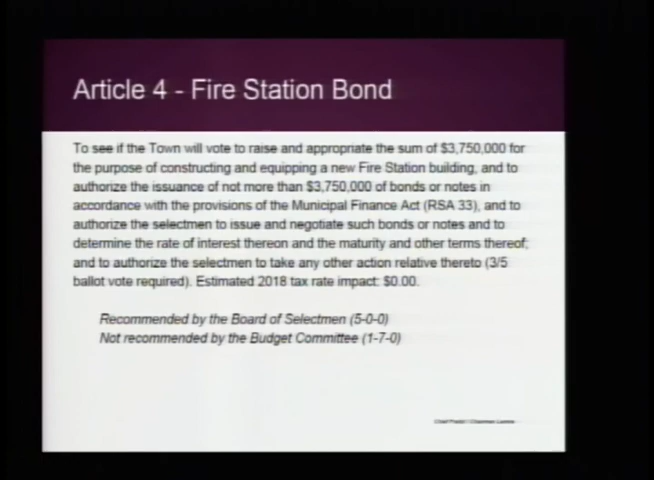 Article 4 - Fire Station Bond
To see if the Town will vote to raise and appropriate the sum of $3,750,000 for
the purpose of constructing and equipping a new Fire Station building, and to
authorize the issuance of not more than $3,750,000 of bonds or notes in
accordance with the provisions of the Municipal Finance Act (RSA 33), and to
authorize the selectmen to issue and negotiate such bonds or notes and to
determine the rate of interest thereon and the maturity and other terms thereof;
and to authorize the selectmen to take any other action relative thereto (3/5
ballot vote required). Estimated 2018 tax rate impact: $0.00.
Recommended by the Board of Selectmen (5-0-0)
Not recommended by the Budget Committee (1-7-0)